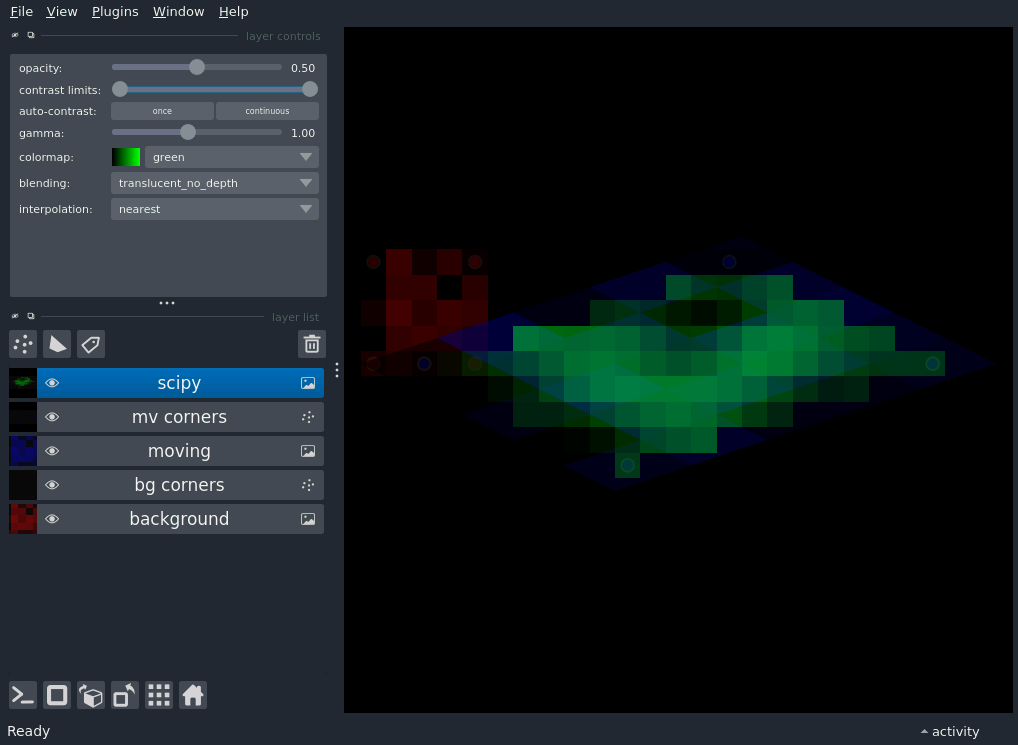 File View Plugins Window Help
layer controls
opacity: 0.50
contrast limits:
auto-contrast: once continuous
gamma: 1.00
colormap: green
blending: translucent_no_depth
interpolation: nearest
layer list
scipy
mv corners
moving
bg corners
background
Ready activity